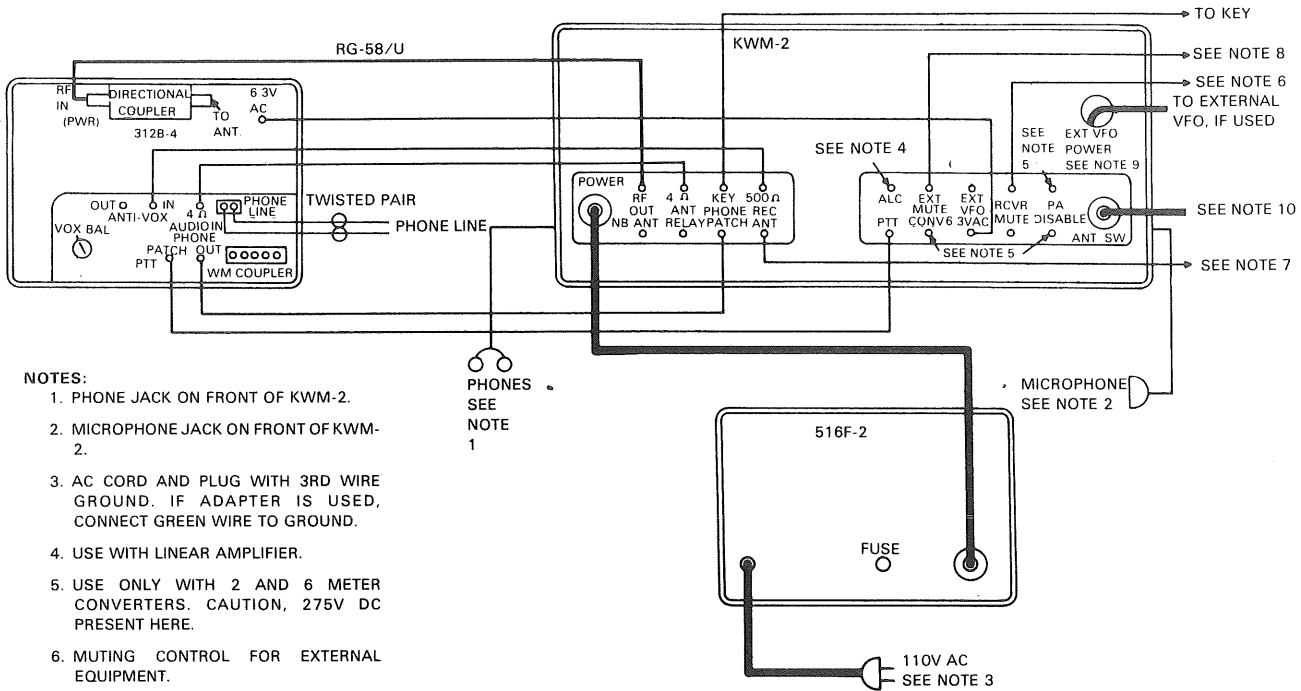 TO KEY
RG-58/U
KWM-2
SEE NOTE 8
SEE NOTE 6
TO EXTERNAL
VFO, IF USED
RF
IN
(PWR)
DIRECTIONAL
COUPLER
312B-4
TO
ANT.
6 3V
AC
SEE
NOTE
5
EXT VFO
POWER
SEE NOTE 9
SEE NOTE 4
POWER
RF
OUT
NB ANT
4 Ω
ANT
RELAY
KEY
PHONE
PATCH
500 Ω
REC
ANT
ALC
PTT
EXT
MUTE
CONV
EXT
VFO
6 3VAC
RCVR
MUTE
PA
DISABLE
ANT SW
SEE NOTE 5
SEE NOTE 10
SEE NOTE 7
OUT
IN
ANTI-VOX
4 Ω
AUDIO IN
PHONE
LINE
VOX BAL
PHONE
PATCH OUT
PTT
WM COUPLER
TWISTED PAIR
PHONE LINE
PHONES
SEE
NOTE
1
MICROPHONE
SEE NOTE 2
516F-2
FUSE
110V AC
SEE NOTE 3
NOTES:
1. PHONE JACK ON FRONT OF KWM-2.
2. MICROPHONE JACK ON FRONT OF KWM-
2.
3. AC CORD AND PLUG WITH 3RD WIRE
GROUND. IF ADAPTER IS USED,
CONNECT GREEN WIRE TO GROUND.
4. USE WITH LINEAR AMPLIFIER.
5. USE ONLY WITH 2 AND 6 METER
CONVERTERS. CAUTION, 275V DC
PRESENT HERE.
6. MUTING CONTROL FOR EXTERNAL
EQUIPMENT.